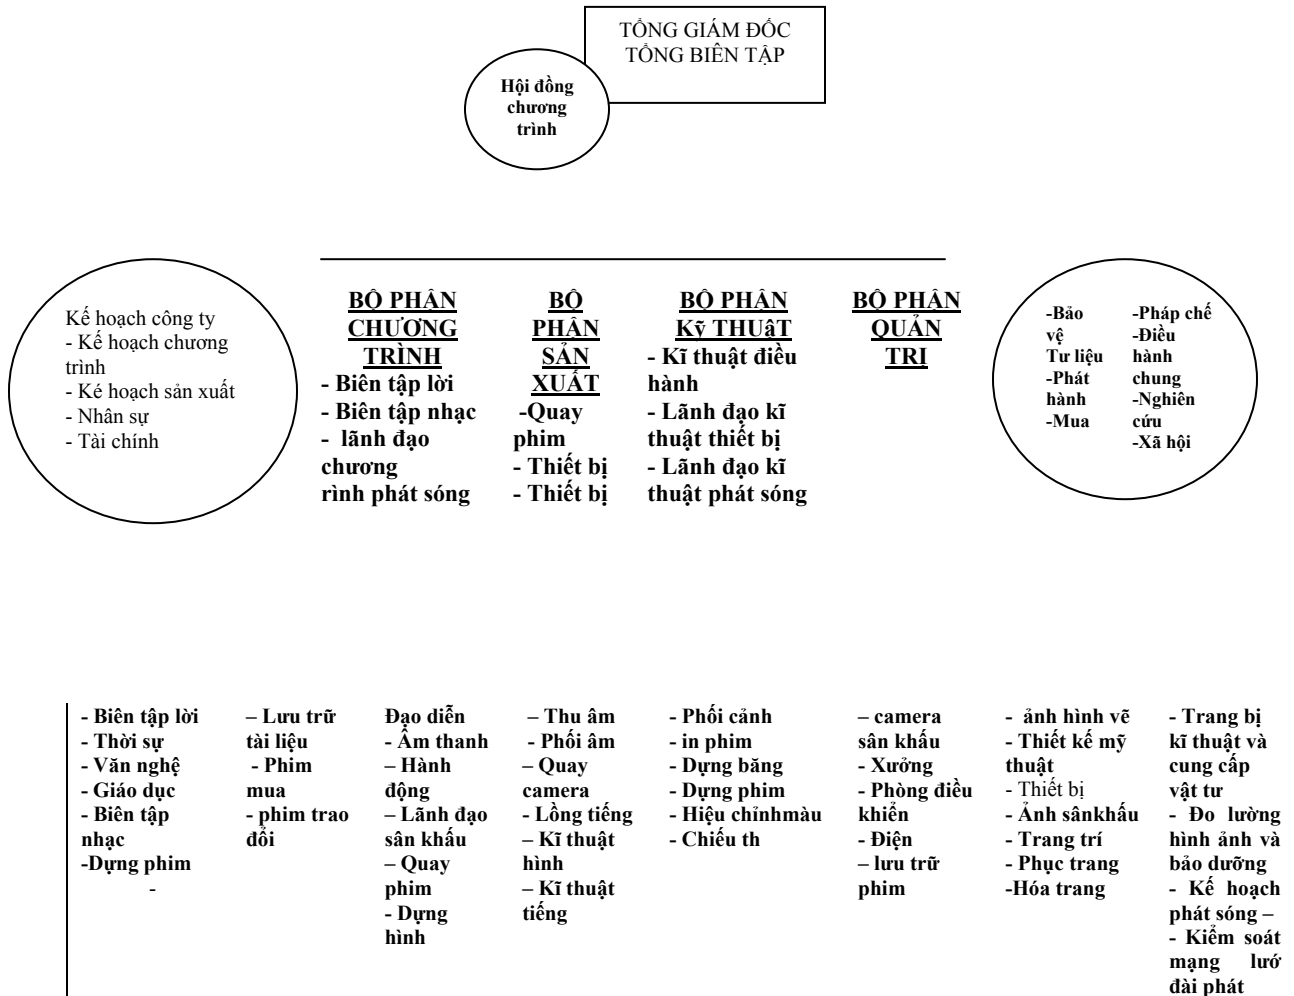 TỔNG GIÁM ĐỐC
TỔNG BIÊN TẬP
Hội đồng
chương
trình
Kế hoạch công ty
- Kế hoạch chương
trình
- Ké hoạch sản xuất
- Nhân sự
- Tài chính
BỘ PHẬN
CHƯƠNG
TRÌNH
- Biên tập lời
- Biên tập nhạc
- lãnh đạo
chương
rình phát sóng
BỘ
PHẬN
SẢN
XUẤT
-Quay
phim
- Thiết bị
- Thiết bị
BỘ PHẬN
Kỹ THUậT
- Kĩ thuật điều
hành
- Lãnh đạo kĩ
thuật thiết bị
- Lãnh đạo kĩ
thuật phát sóng
BỘ PHẬN
QUẢN
TRỊ
-Bảo
vệ
Tư liệu
-Phát
hành
-Mua
-Pháp chế
-Điều
hành
chung
-Nghiên
cứu
-Xã hội
- Biên tập lời
- Thời sự
- Văn nghệ
- Giáo dục
- Biên tập
nhạc
-Dựng phim
-
– Lưu trữ
tài liệu
- Phim
mua
- phim trao
đổi
Đạo diễn
- Âm thanh
– Hành
động
– Lãnh đạo
sân khấu
– Quay
phim
- Dựng
hình
– Thu âm
- Phối âm
– Quay
camera
- Lồng tiếng
– Kĩ thuật
hình
– Kĩ thuật
tiếng
- Phối cảnh
- in phim
- Dựng băng
- Dựng phim
- Hiệu chỉnhmàu
- Chiếu th
– camera
sân khấu
- Xưởng
- Phòng điều
khiển
- Điện
– lưu trữ
phim
- ảnh hình vẽ
- Thiết kế mỹ
thuật
- Thiết bị
- Ảnh sânkhấu
- Trang trí
- Phục trang
-Hóa trang
- Trang bị
kĩ thuật và
cung cấp
vật tư
- Đo lường
hình ảnh và
bảo dưỡng
- Kế hoạch
phát sóng –
- Kiểm soát
mạng lướ
đài phát